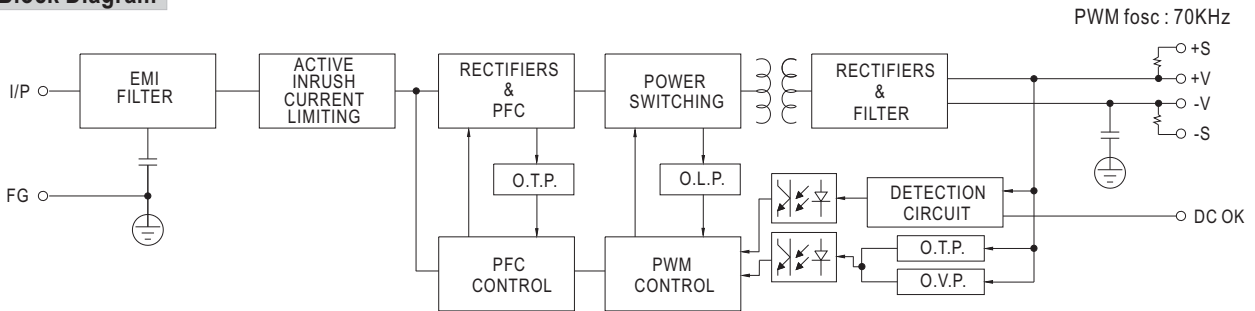 Block Diagram
PWM fosc : 70KHz
I/P
EMI
FILTER
ACTIVE
INRUSH
CURRENT
LIMITING
RECTIFIERS
&
PFC
POWER
SWITCHING
RECTIFIERS
&
FILTER
+S
+V
-V
-S
FG
O.T.P.
O.L.P.
DETECTION
CIRCUIT
DC OK
PFC
CONTROL
PWM
CONTROL
O.T.P.
O.V.P.